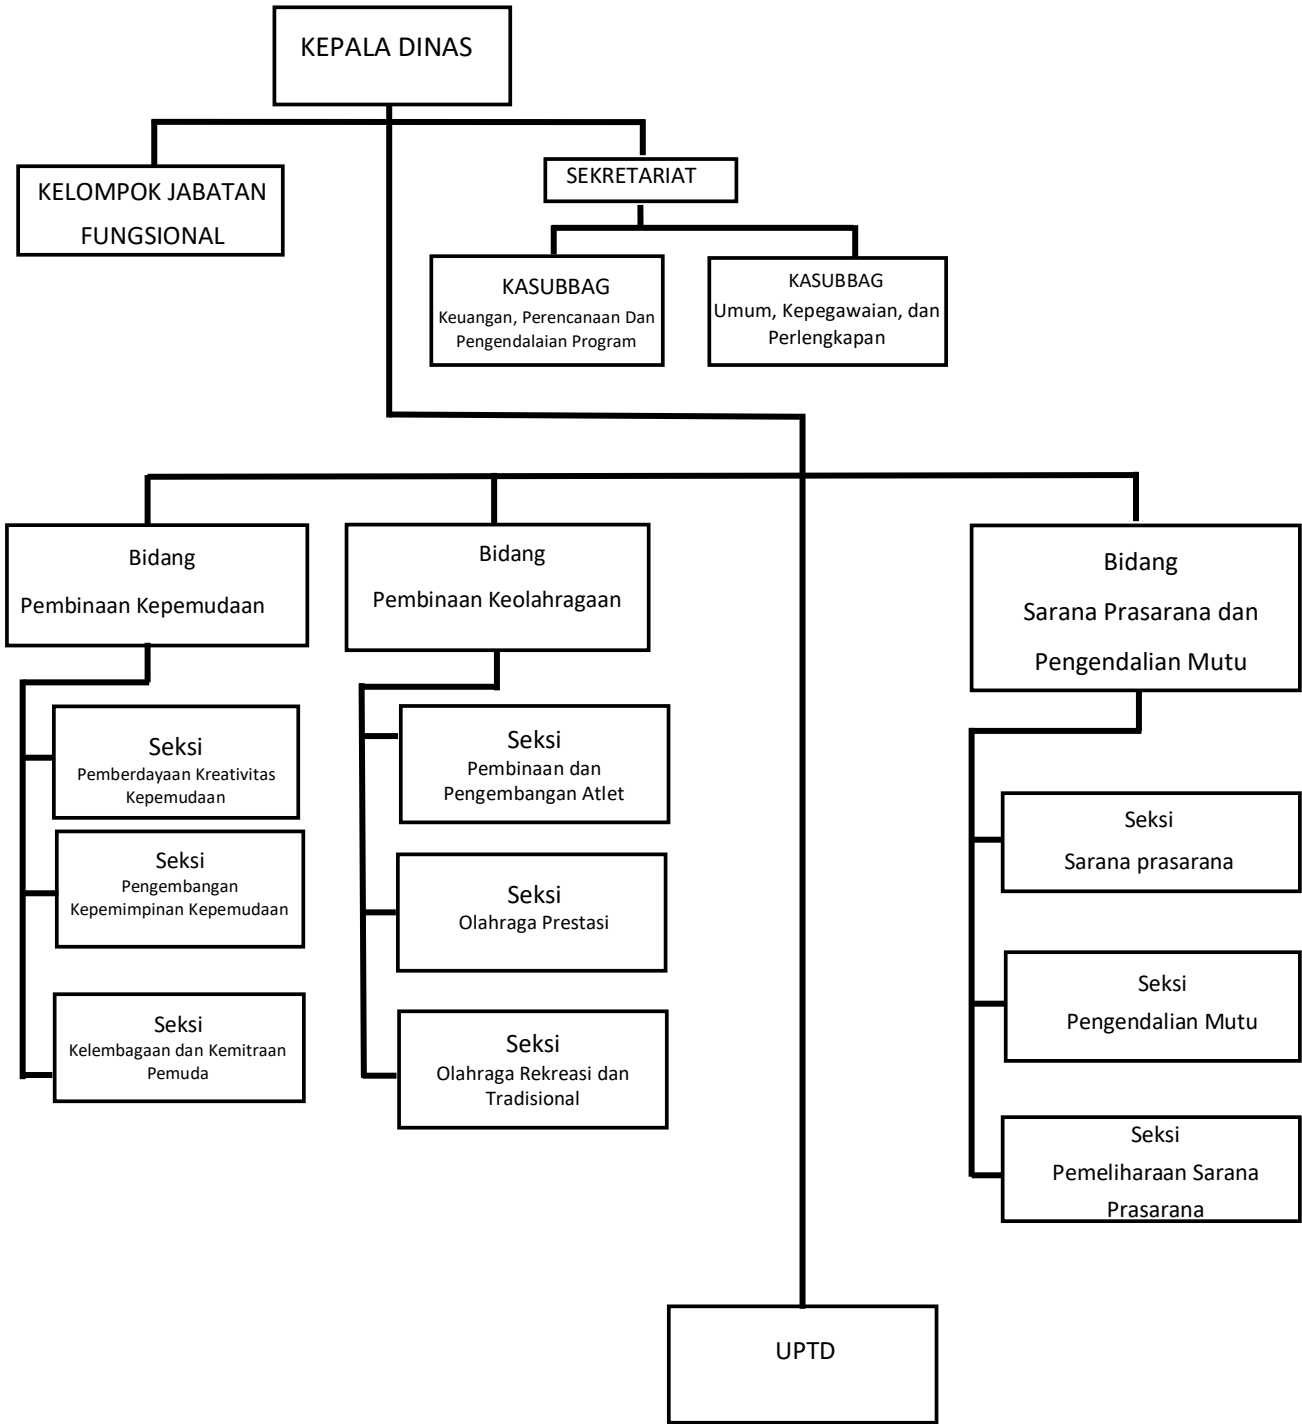 KEPALA DINAS
KELOMPOK JABATAN
FUNGSIONAL
SEKRETARIAT
KASUBBAG
Keuangan, Perencanaan Dan
Pengendalaian Program
KASUBBAG
Umum, Kepegawaian, dan
Perlengkapan
Bidang
Pembinaan Kepemudaan
Bidang
Pembinaan Keolahragaan
Bidang
Sarana Prasarana dan
Pengendalian Mutu
Seksi
Pemberdayaan Kreativitas
Kepemudaan
Seksi
Pengembangan
Kepemimpinan Kepemudaan
Seksi
Kelembagaan dan Kemitraan
Pemuda
Seksi
Pembinaan dan
Pengembangan Atlet
Seksi
Olahraga Prestasi
Seksi
Olahraga Rekreasi dan
Tradisional
Seksi
Sarana prasarana
Seksi
Pengendalian Mutu
Seksi
Pemeliharaan Sarana
Prasarana
UPTD